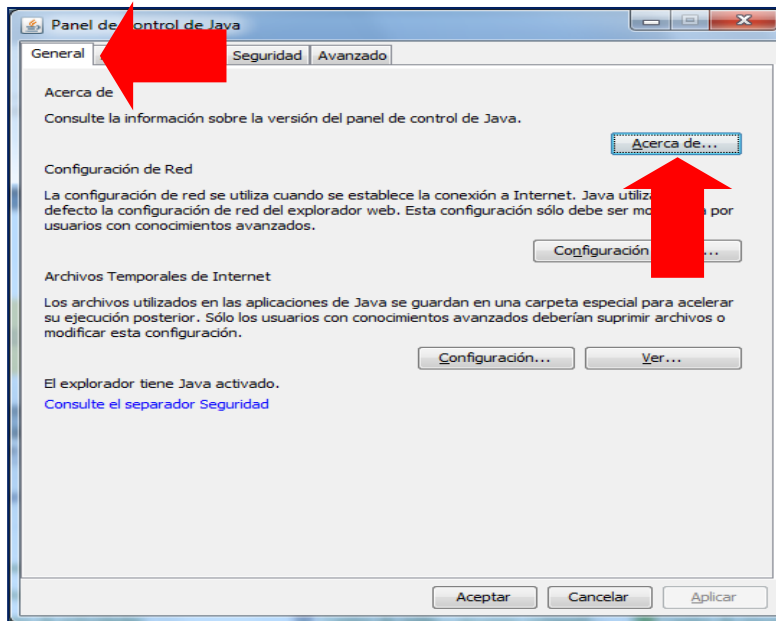 Panel de Control de Java
General Seguridad Avanzado
Acerca de
Consulte la información sobre la versión del panel de control de Java.
Acerca de...
Configuración de Red
La configuración de red se utiliza cuando se establece la conexión a Internet. Java utiliza
defecto la configuración de red del explorador web. Esta configuración sólo debe ser por
usuarios con conocimientos avanzados.
Configuración ...
Archivos Temporales de Internet
Los archivos utilizados en las aplicaciones de Java se guardan en una carpeta especial para acelerar
su ejecución posterior. Sólo los usuarios con conocimientos avanzados deberían suprimir archivos o
modificar esta configuración.
Configuración... Ver...
El explorador tiene Java activado.
Consulte el separador Seguridad
Aceptar Cancelar Aplicar